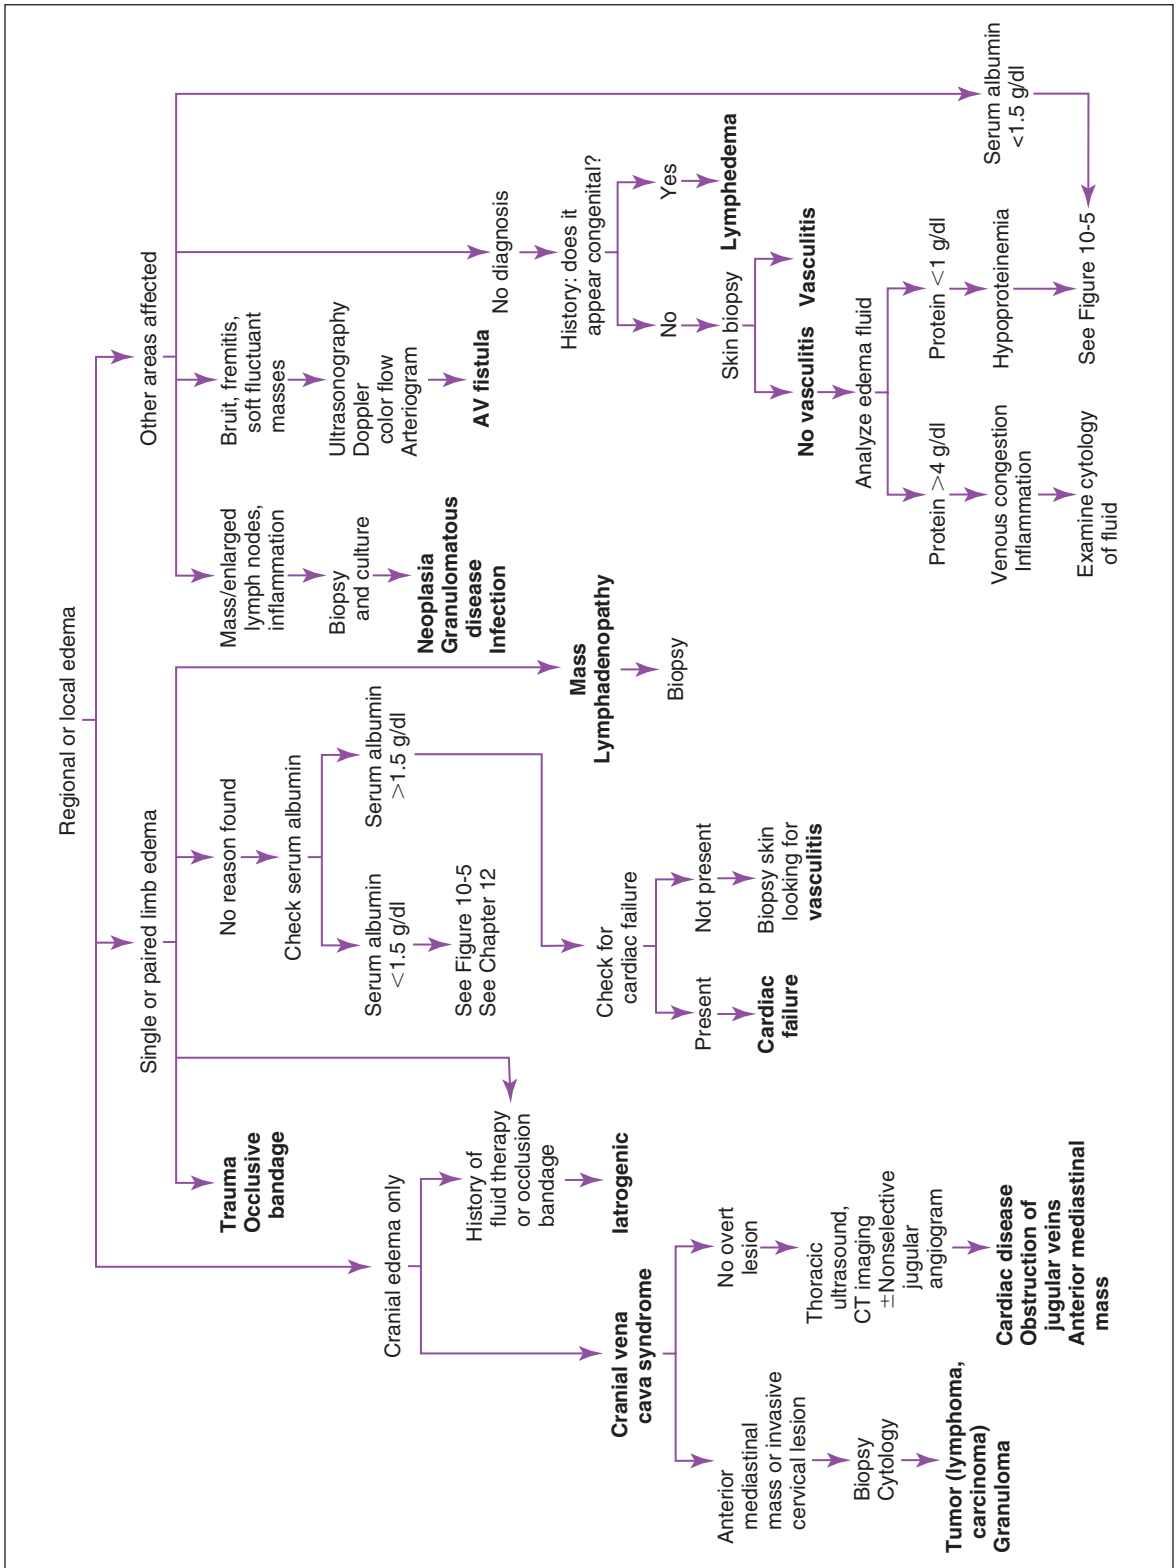 Regional or local edema
Cranial edema only
Cranial vena
cava syndrome
Anterior
mediastinal
mass or invasive
cervical lesion
Biopsy
Cytology
Tumor (lymphoma,
carcinoma)
Granuloma
No overt
lesion
Thoracic
ultrasound,
CT imaging
±Nonselective
jugular
angiogram
Cardiac disease
Obstruction of
jugular veins
Anterior mediastinal
mass
History of
fluid therapy
or occlusion
bandage
Iatrogenic
Single or paired limb edema
Trauma
Occlusive
bandage
No reason found
Check serum albumin
Serum albumin
<1.5 g/dl
See Figure 10-5
See Chapter 12
Serum albumin
>1.5 g/dl
Check for
cardiac failure
Present
Cardiac
failure
Not present
Biopsy skin
looking for
vasculitis
Mass
Lymphadenopathy
Biopsy
Other areas affected
Mass/enlarged
lymph nodes,
inflammation
Biopsy
and culture
Neoplasia
Granulomatous
disease
Infection
Bruit, fremitis,
soft fluctuant
masses
Ultrasonography
Doppler
color flow
Arteriogram
AV fistula
No diagnosis
History: does it
appear congenital?
No
Skin biopsy
No vasculitis
Analyze edema fluid
Protein >4 g/dl
Venous congestion
Inflammation
Examine cytology
of fluid
Protein <1 g/dl
Hypoproteinemia
See Figure 10-5
Vasculitis
Yes
Lymphedema
Serum albumin
<1.5 g/dl